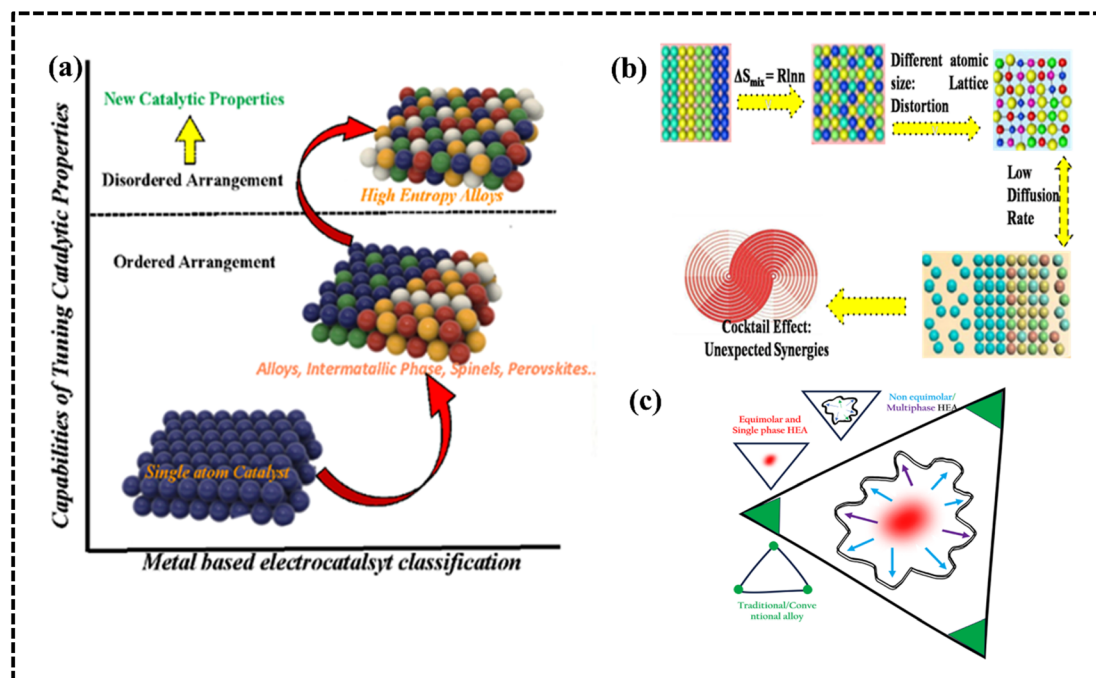 (a)
Capabilities of Tuning Catalytic Properties
New Catalytic Properties
Disordered Arrangement
High Entropy Alloys
Ordered Arrangement
Alloys, Intermatallic Phase, Spinels, Perovskites..
Single atom Catalyst
Metal based electrocatalsyt classification
(b)
ΔSmix= Rlnn
Different atomic
size: Lattice
Distortion
Low
Diffusion
Rate
Cocktail Effect:
Unexpected Synergies
(c)
Equimolar and
Single phase HEA
Non equimolar/
Multiphase HEA
Traditional/Conve
ntional alloy